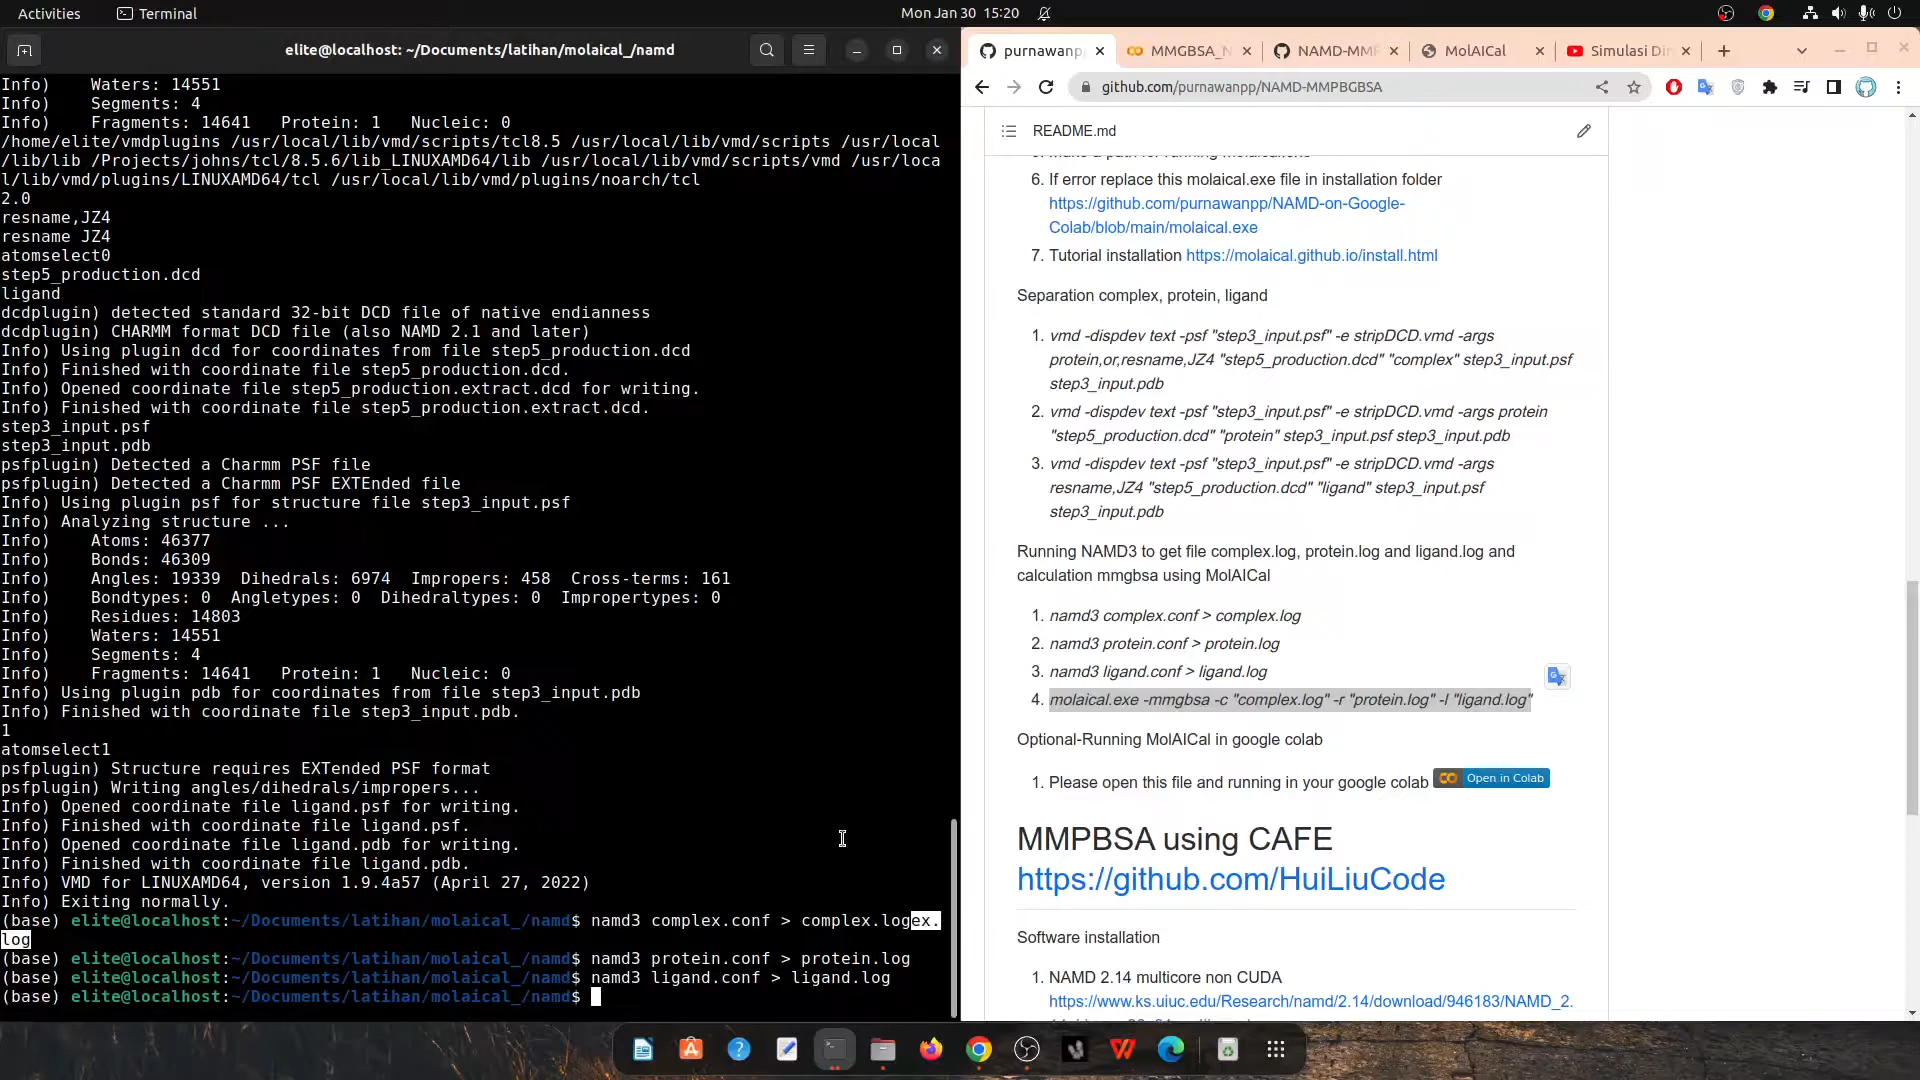 Activities
Terminal
Mon Jan 30 15:20
elite@localhost: ~/Documents/latihan/molaical_/namd
Info)    Waters: 14551
Info)    Segments: 4
Info)    Fragments: 14641   Protein: 1   Nucleic: 0
/home/elite/vmdplugins /usr/local/lib/vmd/scripts/tcl8.5 /usr/local/lib/vmd/scripts /usr/local
/lib/lib /Projects/johns/tcl/8.5.6/lib_LINUXAMD64/lib /usr/local/lib/vmd/scripts/vmd /usr/loca
l/lib/vmd/plugins/LINUXAMD64/tcl /usr/local/lib/vmd/plugins/noarch/tcl
2.0
resname,JZ4
resname JZ4
atomselect0
step5_production.dcd
ligand
dcdplugin) detected standard 32-bit DCD file of native endianness
dcdplugin) CHARMM format DCD file (also NAMD 2.1 and later)
Info) Using plugin dcd for coordinates from file step5_production.dcd
Info) Finished with coordinate file step5_production.dcd.
Info) Opened coordinate file step5_production.extract.dcd for writing.
Info) Finished with coordinate file step5_production.extract.dcd.
step3_input.psf
step3_input.pdb
psfplugin) Detected a Charmm PSF file
psfplugin) Detected a Charmm PSF EXTEnded file
Info) Using plugin psf for structure file step3_input.psf
Info) Analyzing structure ...
Info)    Atoms: 46377
Info)    Bonds: 46309
Info)    Angles: 19339  Dihedrals: 6974  Impropers: 458  Cross-terms: 161
Info)    Bondtypes: 0  Angletypes: 0  Dihedraltypes: 0  Impropertypes: 0
Info)    Residues: 14803
Info)    Waters: 14551
Info)    Segments: 4
Info)    Fragments: 14641   Protein: 1   Nucleic: 0
Info) Using plugin pdb for coordinates from file step3_input.pdb
Info) Finished with coordinate file step3_input.pdb.
1
atomselect1
psfplugin) Structure requires EXTended PSF format
psfplugin) Writing angles/dihedrals/impropers...
Info) Opened coordinate file ligand.psf for writing.
Info) Finished with coordinate file ligand.psf.
Info) Opened coordinate file ligand.pdb for writing.
Info) Finished with coordinate file ligand.pdb.
Info) VMD for LINUXAMD64, version 1.9.4a57 (April 27, 2022)
Info) Exiting normally.
(base) elite@localhost:~/Documents/latihan/molaical_/namd$ namd3 complex.conf > complex.logex.
log
(base) elite@localhost:~/Documents/latihan/molaical_/namd$ namd3 protein.conf > protein.log
(base) elite@localhost:~/Documents/latihan/molaical_/namd$ namd3 ligand.conf > ligand.log
(base) elite@localhost:~/Documents/latihan/molaical_/namd$
purnawanp
MMGBSA_N
NAMD-MMP
MolAICal
Simulasi Di
github.com/purnawanpp/NAMD-MMPBGBSA
README.md
6. If error replace this molaical.exe file in installation folder
https://github.com/purnawanpp/NAMD-on-Google-
Colab/blob/main/molaical.exe
7. Tutorial installation https://molaical.github.io/install.html
Separation complex, protein, ligand
1. vmd -dispdev text -psf "step3_input.psf" -e stripDCD.vmd -args
protein,or,resname,JZ4 "step5_production.dcd" "complex" step3_input.psf
step3_input.pdb
2. vmd -dispdev text -psf "step3_input.psf" -e stripDCD.vmd -args protein
"step5_production.dcd" "protein" step3_input.psf step3_input.pdb
3. vmd -dispdev text -psf "step3_input.psf" -e stripDCD.vmd -args
resname,JZ4 "step5_production.dcd" "ligand" step3_input.psf
step3_input.pdb
Running NAMD3 to get file complex.log, protein.log and ligand.log and
calculation mmgbsa using MolAICal
1. namd3 complex.conf > complex.log
2. namd3 protein.conf > protein.log
3. namd3 ligand.conf > ligand.log
4. molaical.exe -mmgbsa -c "complex.log" -r "protein.log" -l "ligand.log"
Optional-Running MolAICal in google colab
1. Please open this file and running in your google colab Open in Colab
MMPBSA using CAFE
https://github.com/HuiLiuCode
Software installation
1. NAMD 2.14 multicore non CUDA
https://www.ks.uiuc.edu/Research/namd/2.14/download/946183/NAMD_2.